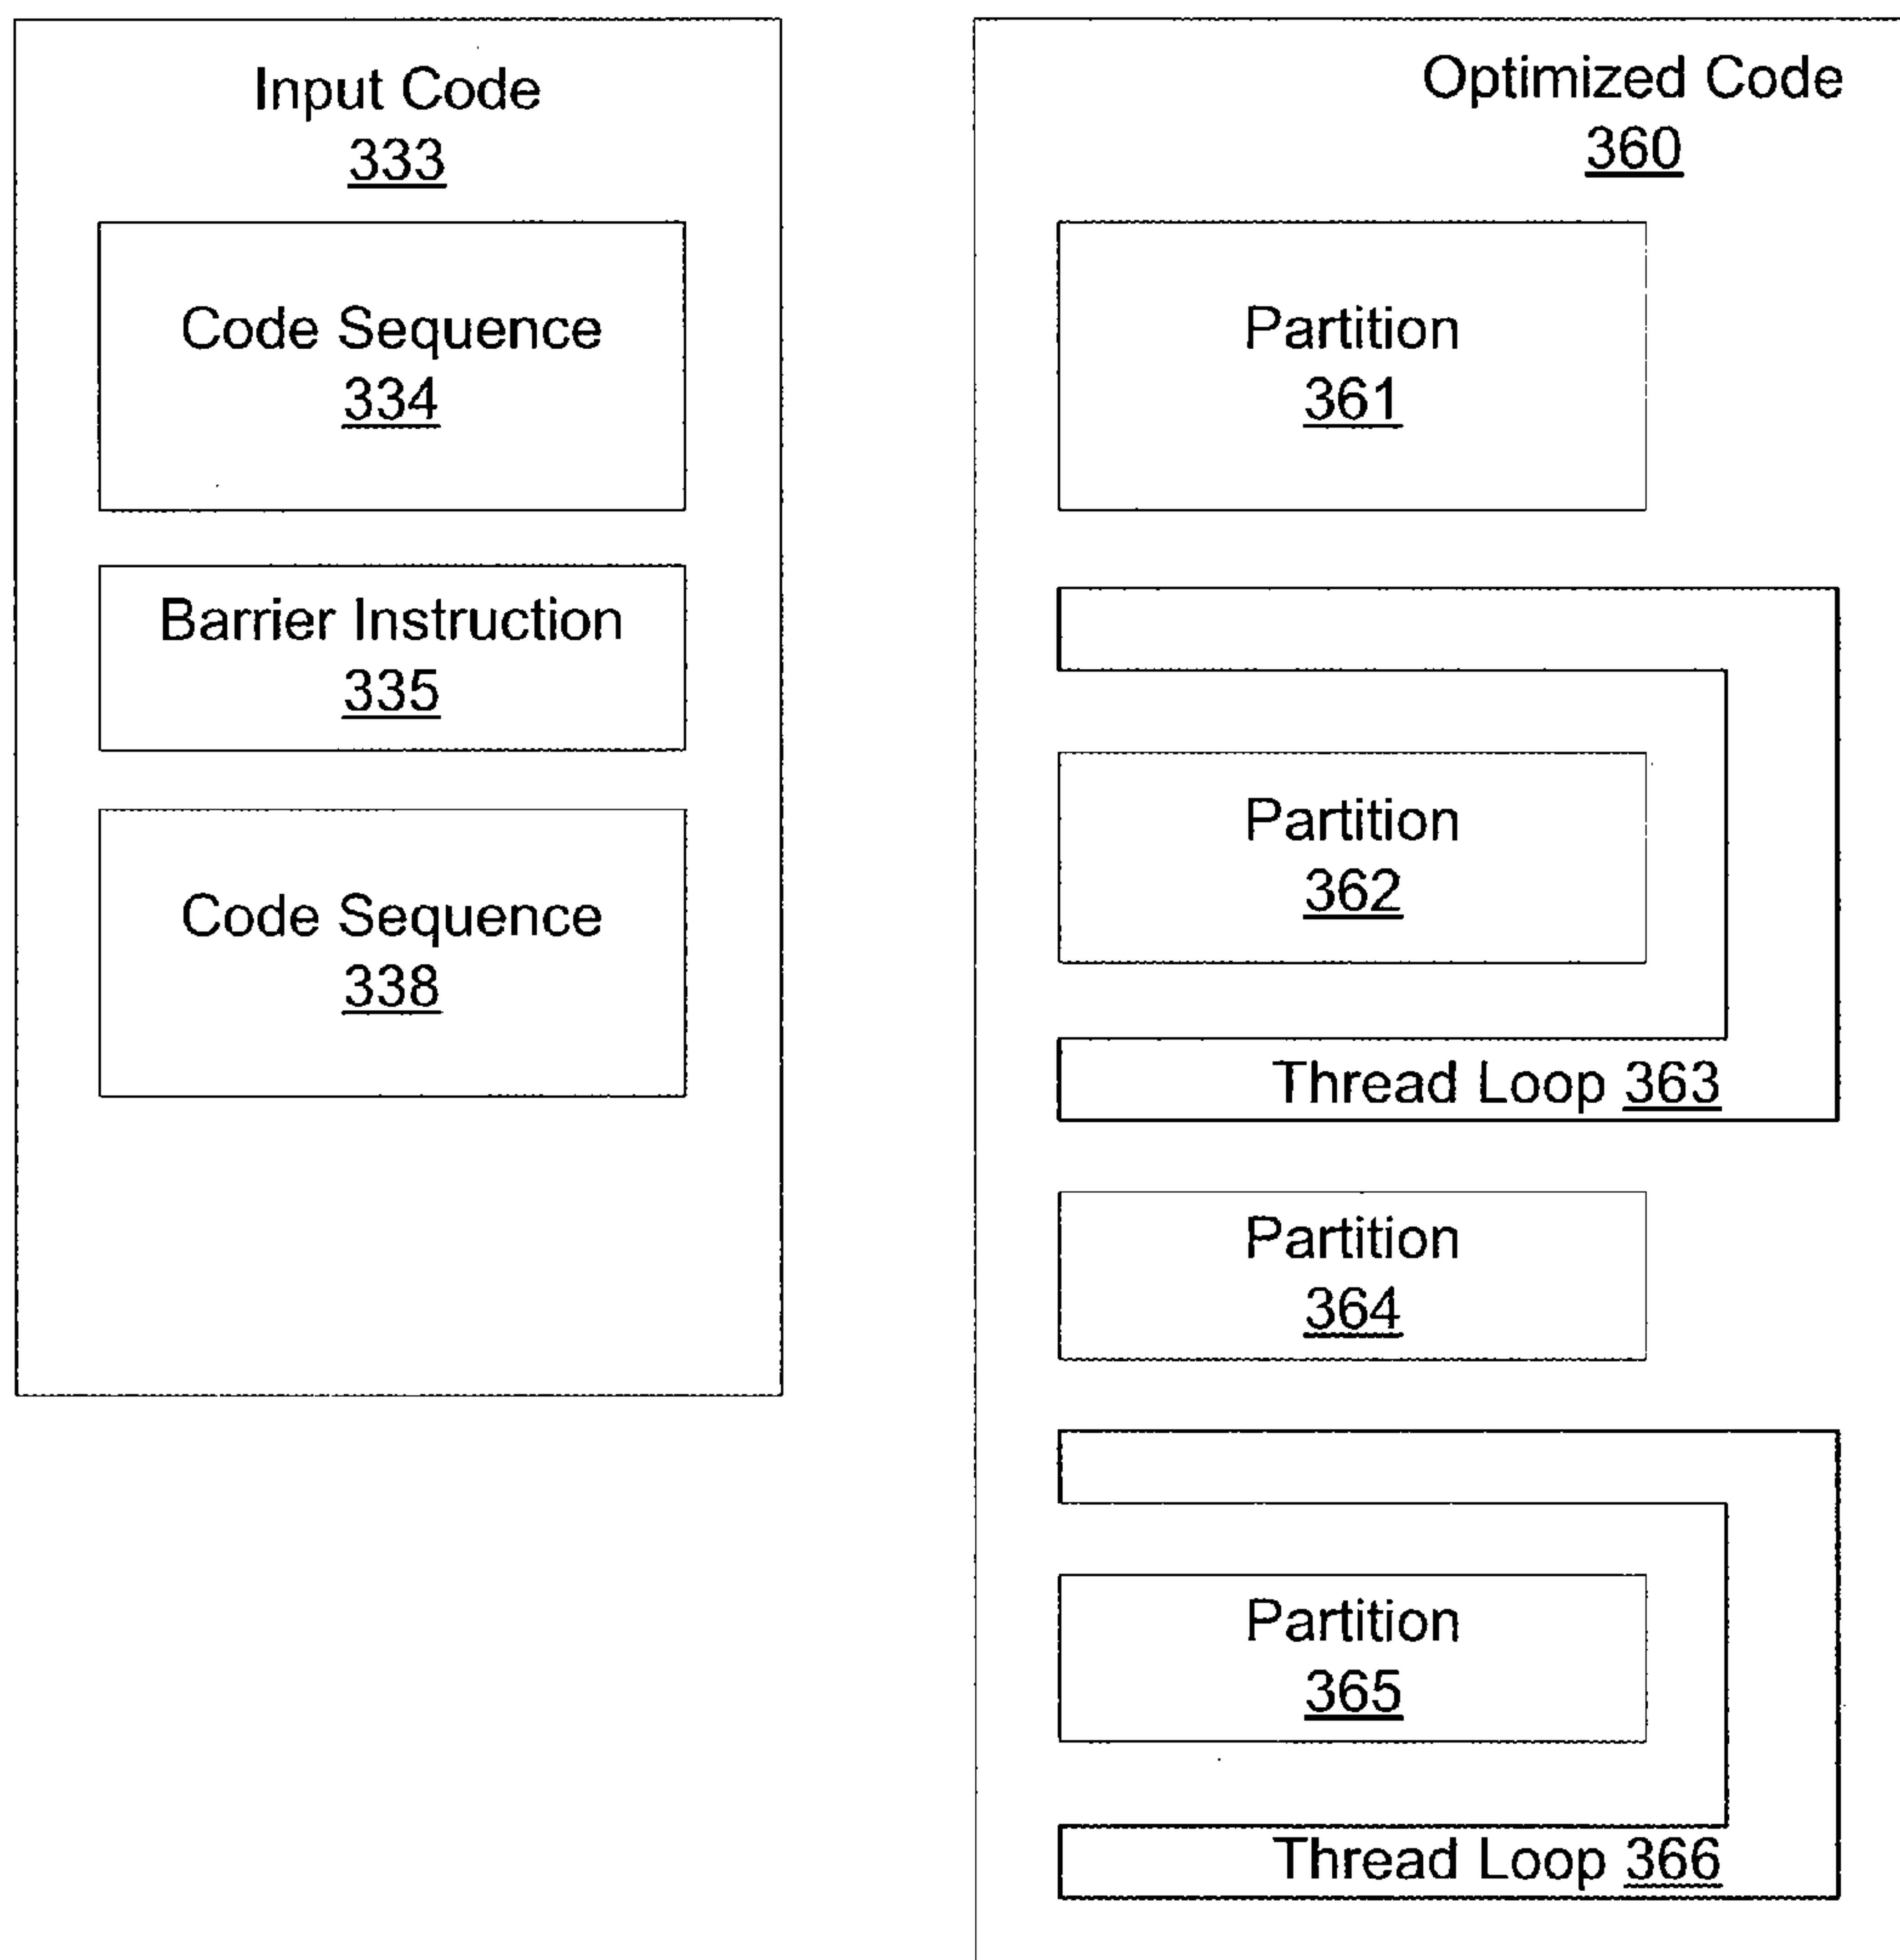 Input Code
333
Code Sequence
334
Barrier Instruction
335
Code Sequence
338
Optimized Code
360
Partition
361
Partition
362
Thread Loop 363
Partition
364
Partition
365
Thread Loop 366